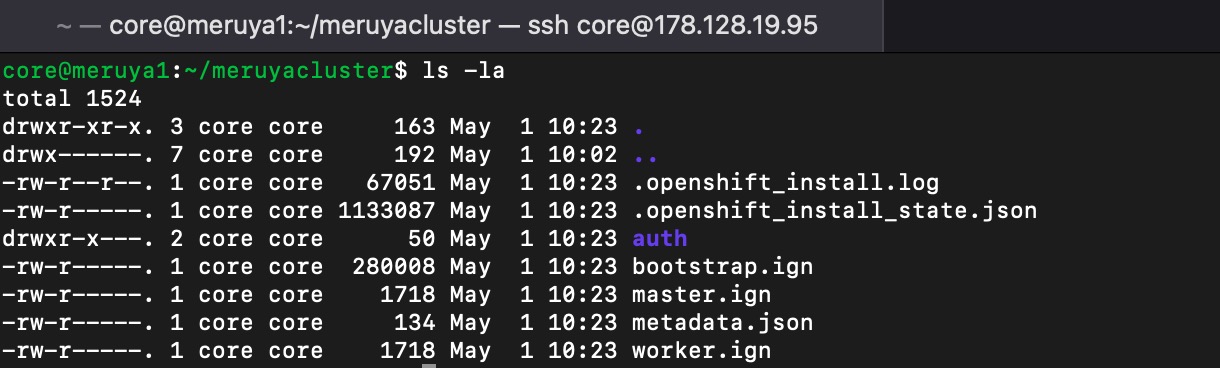 ~ — core@meruya1:~/meruyacluster — ssh core@178.128.19.95
core@meruya1:~/meruyacluster$ ls -la
total 1524
drwxr-xr-x. 3 core core     163 May  1 10:23 .
drwx------. 7 core core     192 May  1 10:02 ..
-rw-r--r--. 1 core core   67051 May  1 10:23 .openshift_install.log
-rw-r-----. 1 core core 1133087 May  1 10:23 .openshift_install_state.json
drwxr-x---. 2 core core      50 May  1 10:23 auth
-rw-r-----. 1 core core  280008 May  1 10:23 bootstrap.ign
-rw-r-----. 1 core core    1718 May  1 10:23 master.ign
-rw-r-----. 1 core core     134 May  1 10:23 metadata.json
-rw-r-----. 1 core core    1718 May  1 10:23 worker.ign